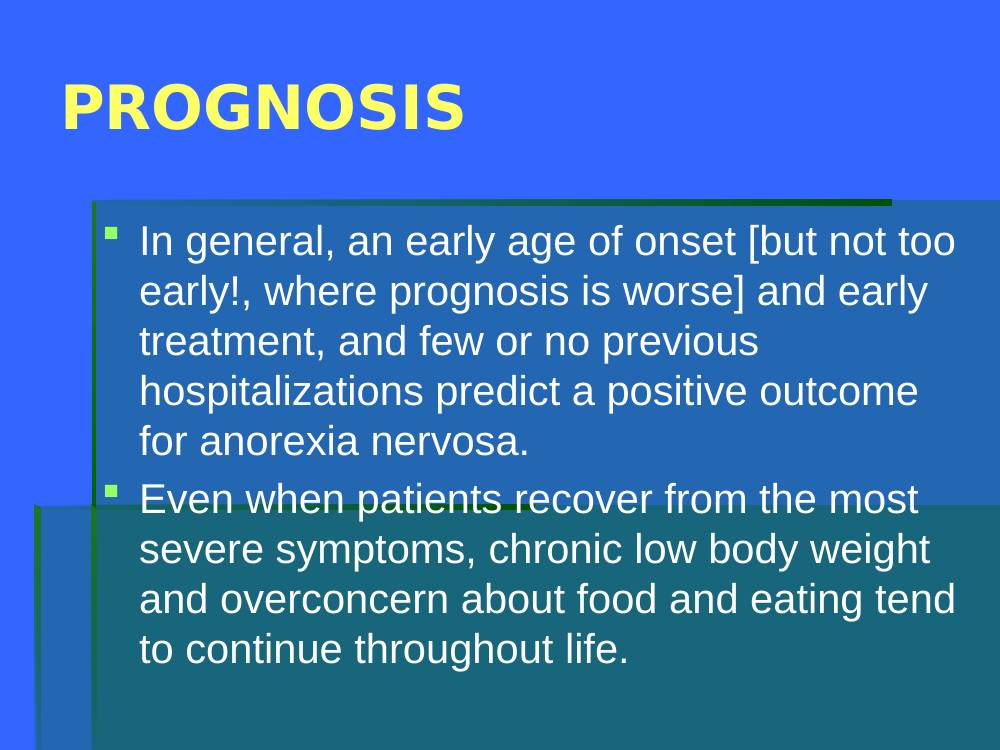 PROGNOSIS
In general, an early age of onset [but not too
early!, where prognosis is worse] and early
treatment, and few or no previous
hospitalizations predict a positive outcome
for anorexia nervosa.
Even when patients recover from the most
severe symptoms, chronic low body weight
and overconcern about food and eating tend
to continue throughout life.